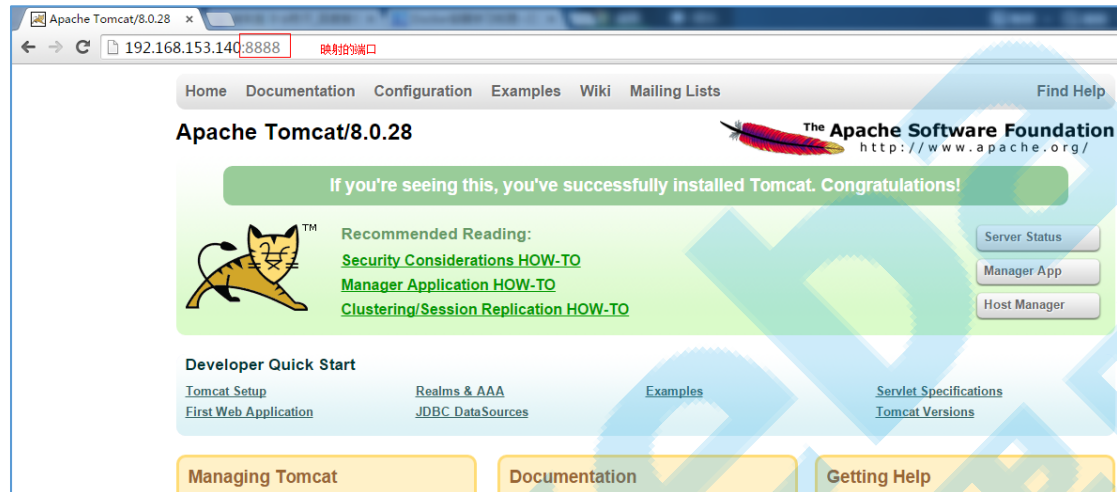 Apache Tomcat/8.0.28
192.168.153.140:8888 映射的端口
Home Documentation Configuration Examples Wiki Mailing Lists Find Help
Apache Tomcat/8.0.28
The Apache Software Foundation
http://www.apache.org/
If you're seeing this, you've successfully installed Tomcat. Congratulations!
TM
Recommended Reading:
Security Considerations HOW-TO
Manager Application HOW-TO
Clustering/Session Replication HOW-TO
Server Status
Manager App
Host Manager
Developer Quick Start
Tomcat Setup Realms & AAA Examples Servlet Specifications
First Web Application JDBC DataSources Tomcat Versions
Managing Tomcat Documentation Getting Help